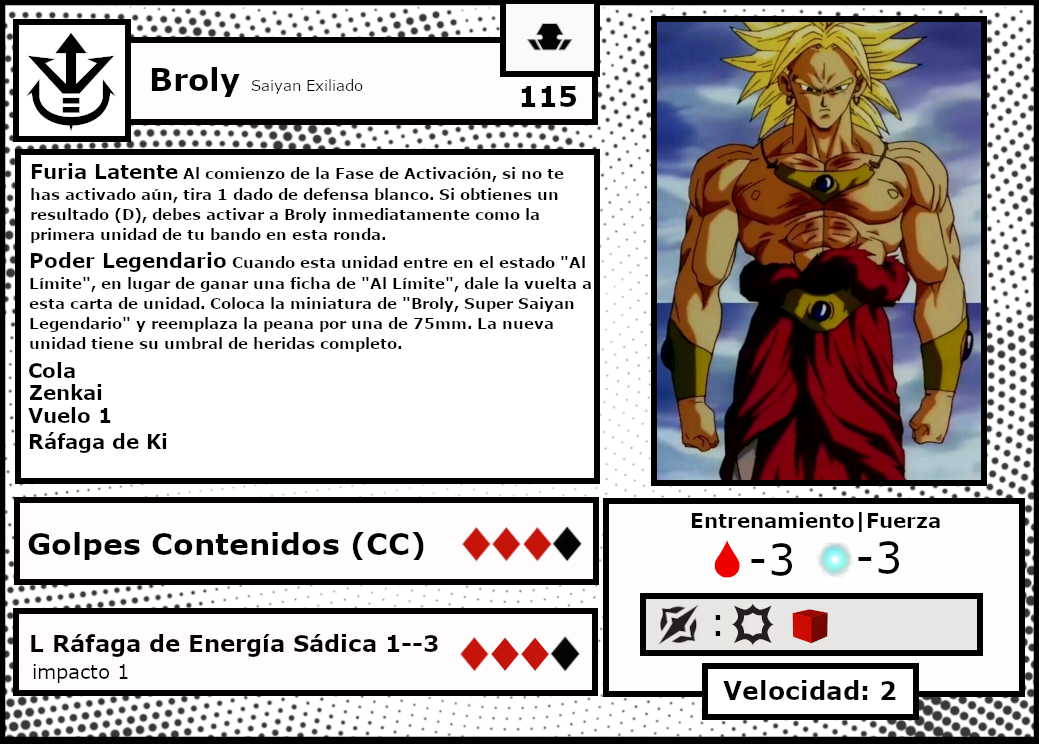 Broly Saiyan Exiliado
115
Furia Latente Al comienzo de la Fase de Activación, si no te
has activado aún, tira 1 dado de defensa blanco. Si obtienes un
resultado (D), debes activar a Broly inmediatamente como la
primera unidad de tu bando en esta ronda.
Poder Legendario Cuando esta unidad entre en el estado "Al
Límite", en lugar de ganar una ficha de "Al Límite", dale la vuelta a
esta carta de unidad. Coloca la miniatura de "Broly, Super Saiyan
Legendario" y reemplaza la peana por una de 75mm. La nueva
unidad tiene su umbral de heridas completo.
Cola
Zenkai
Vuelo 1
Ráfaga de Ki
Golpes Contenidos (CC)
L Ráfaga de Energía Sádica 1--3
impacto 1
Entrenamiento|Fuerza
-3 -3
:
Velocidad: 2